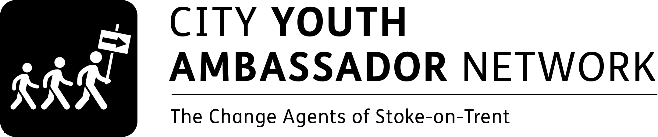 CITY YOUTH
AMBASSADOR NETWORK
The Change Agents of Stoke-on-Trent